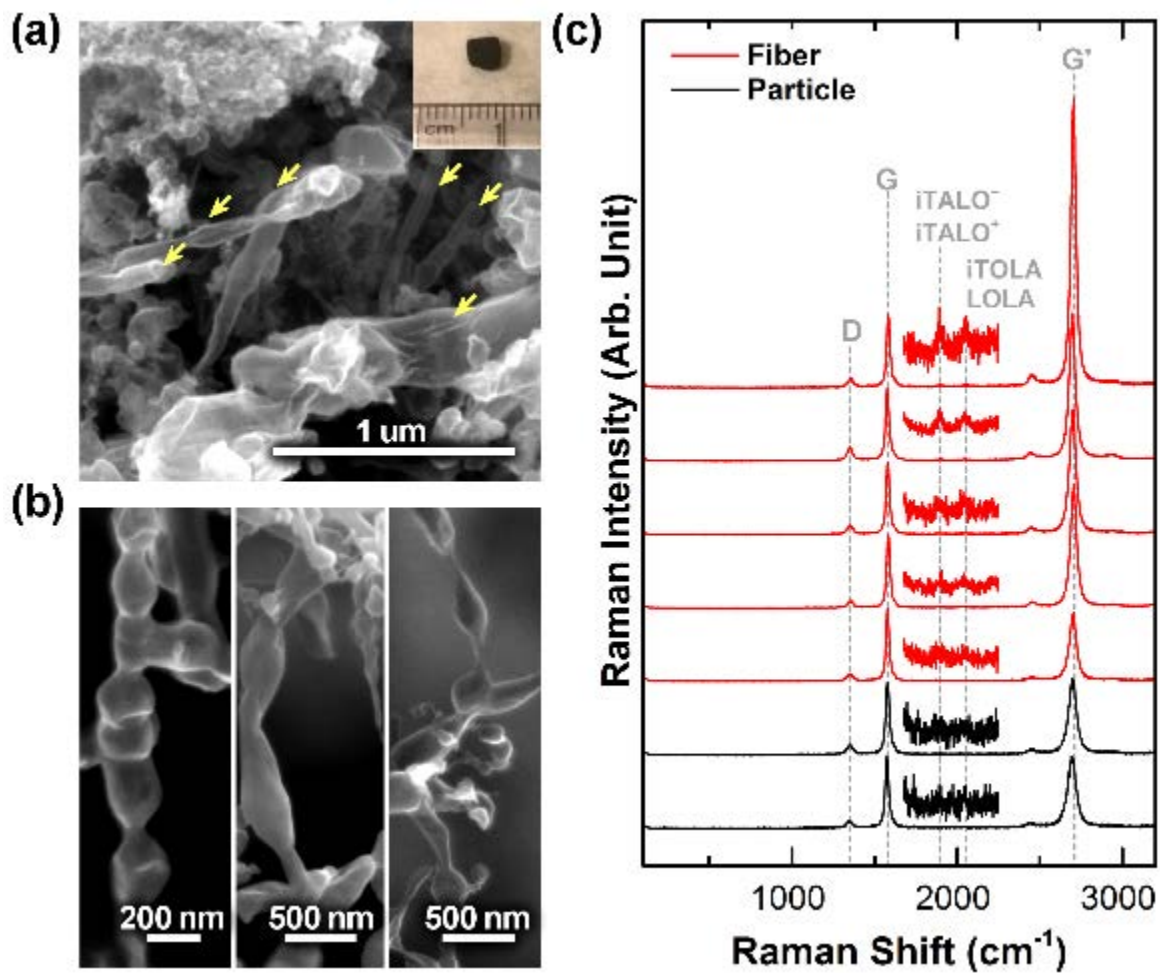 (a)
cm
1
1 um
(b)
200 nm
500 nm
500 nm
(c)
Fiber
Particle
G'
G
iTALO⁻
iTALO⁺
iTOLA
LOLA
D
Raman Intensity (Arb. Unit)
1000
2000
3000
Raman Shift (cm⁻¹)